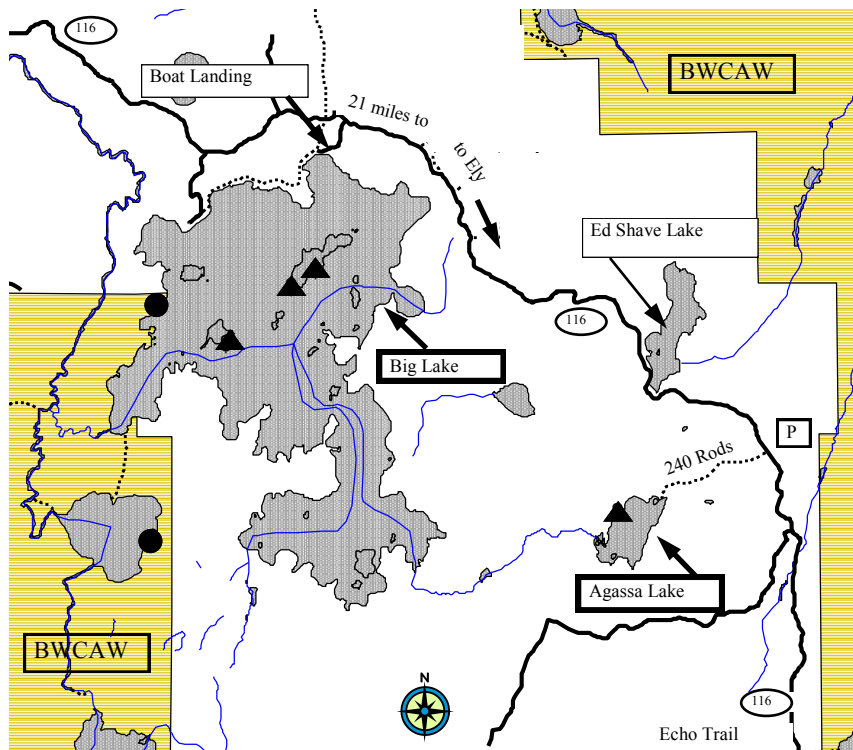 116
BWCAW
Boat Landing
21 miles to
to Ely
Ed Shave Lake
116
Big Lake
P
240 Rods
Agassa Lake
BWCAW
N
116
Echo Trail